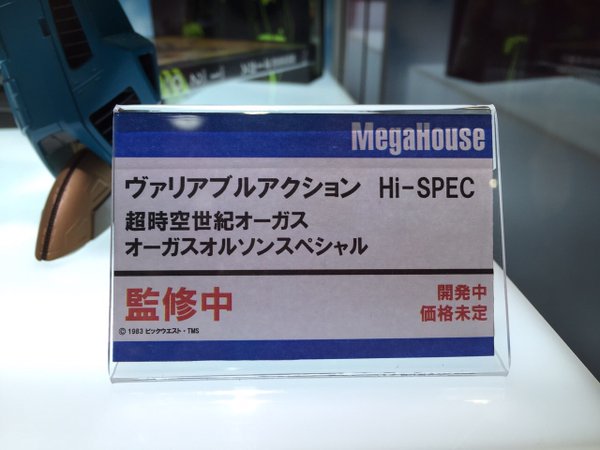 MegaHouse
ヴァリアブルアクション Hi-SPEC
超時空世紀オーガス
オーガスオルソンスペシャル
監修中
開発中
価格未定
© 1983 ビックウエスト・TMS